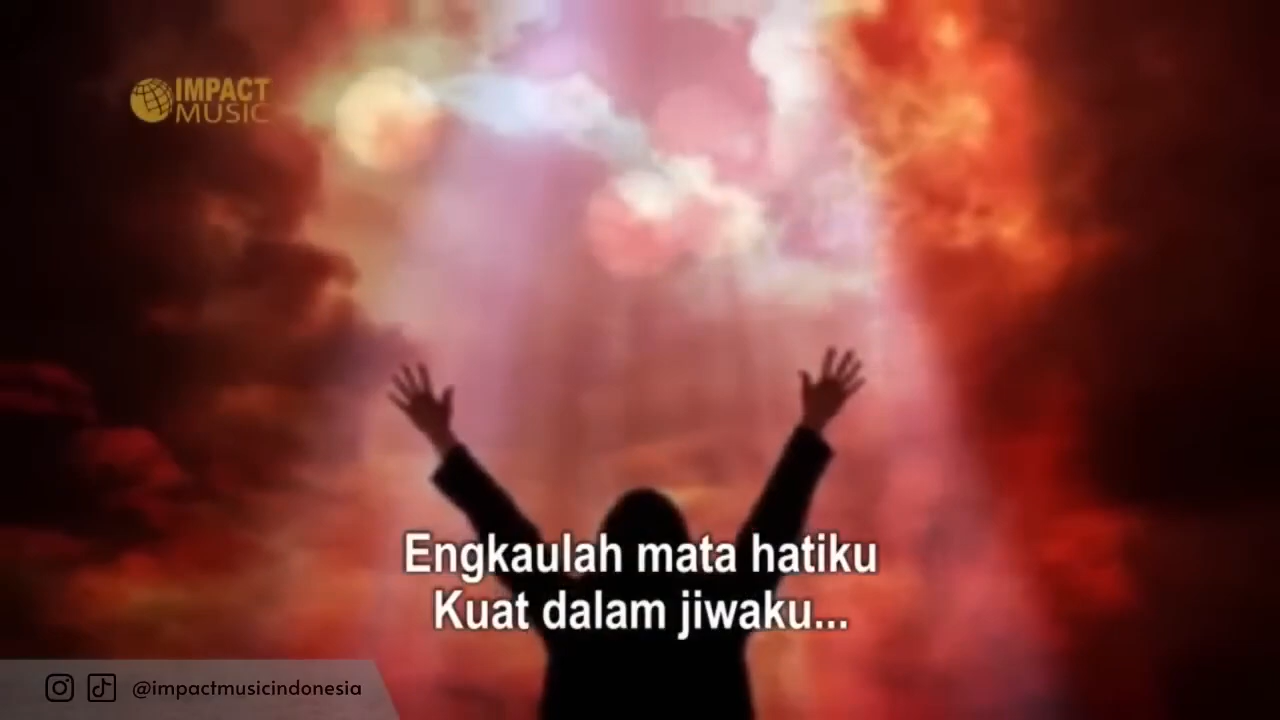 IMPACT
MUSIC
Engkaulah mata hatiku
Kuat dalam jiwaku...
@impactmusicindonesia